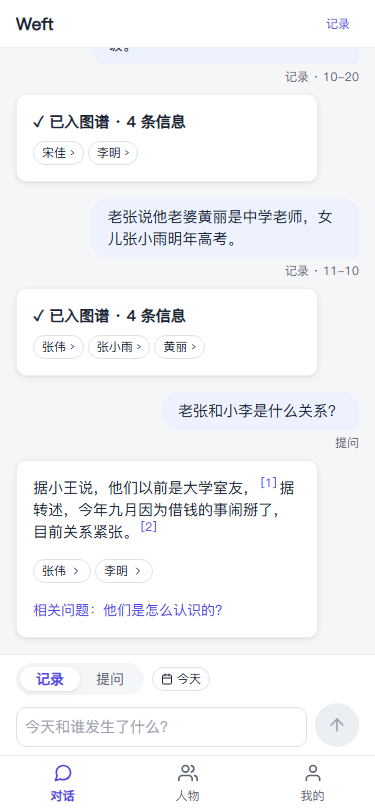 Weft
记录
记录 · 10-20
✓ 已入图谱 · 4 条信息
宋佳 > 李明 >
老张说他老婆黄丽是中学老师，女
儿张小雨明年高考。
记录 · 11-10
✓ 已入图谱 · 4 条信息
张伟 > 张小雨 > 黄丽 >
老张和小李是什么关系？
提问
据小王说，他们以前是大学室友，[1]据
转述，今年九月因为借钱的事闹掰了，
目前关系紧张。[2]
张伟 > 李明 >
相关问题：他们是怎么认识的？
记录 提问 今天
今天和谁发生了什么？
对话 人物 我的